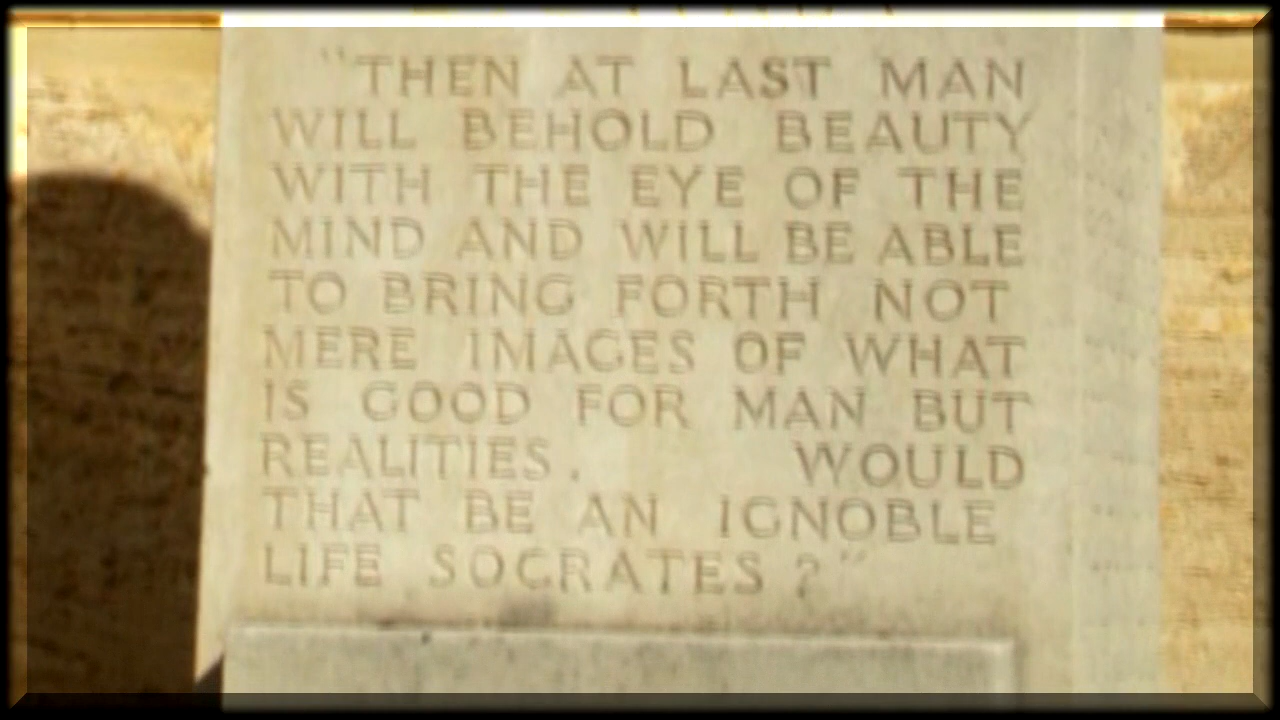 "THEN AT LAST MAN
WILL BEHOLD BEAUTY
WITH THE EYE OF THE
MIND AND WILL BE ABLE
TO BRING FORTH NOT
MERE IMAGES OF WHAT
IS GOOD FOR MAN BUT
REALITIES. WOULD
THAT BE AN IGNOBLE
LIFE SOCRATES?"